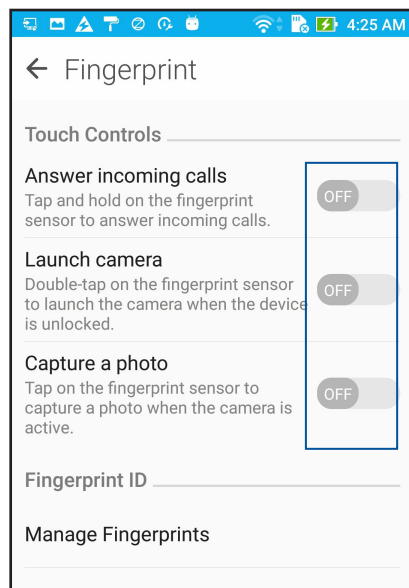 4:25 AM
Fingerprint
Touch Controls
Answer incoming calls
Tap and hold on the fingerprint
sensor to answer incoming calls.
OFF
Launch camera
Double-tap on the fingerprint sensor
to launch the camera when the device
is unlocked.
OFF
Capture a photo
Tap on the fingerprint sensor to
capture a photo when the camera is
active.
OFF
Fingerprint ID
Manage Fingerprints